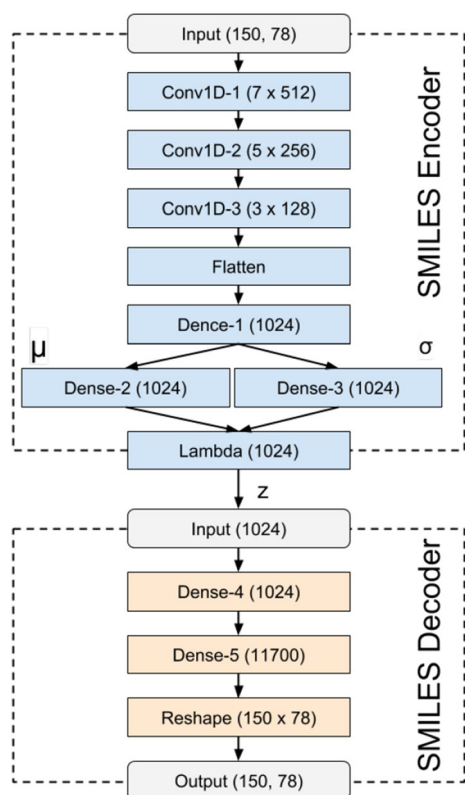 Input (150, 78)
Conv1D-1 (7 x 512)
Conv1D-2 (5 x 256)
Conv1D-3 (3 x 128)
Flatten
Dence-1 (1024)
μ
σ
Dense-2 (1024)
Dense-3 (1024)
Lambda (1024)
SMILES Encoder
z
Input (1024)
Dense-4 (1024)
Dense-5 (11700)
Reshape (150 x 78)
Output (150, 78)
SMILES Decoder